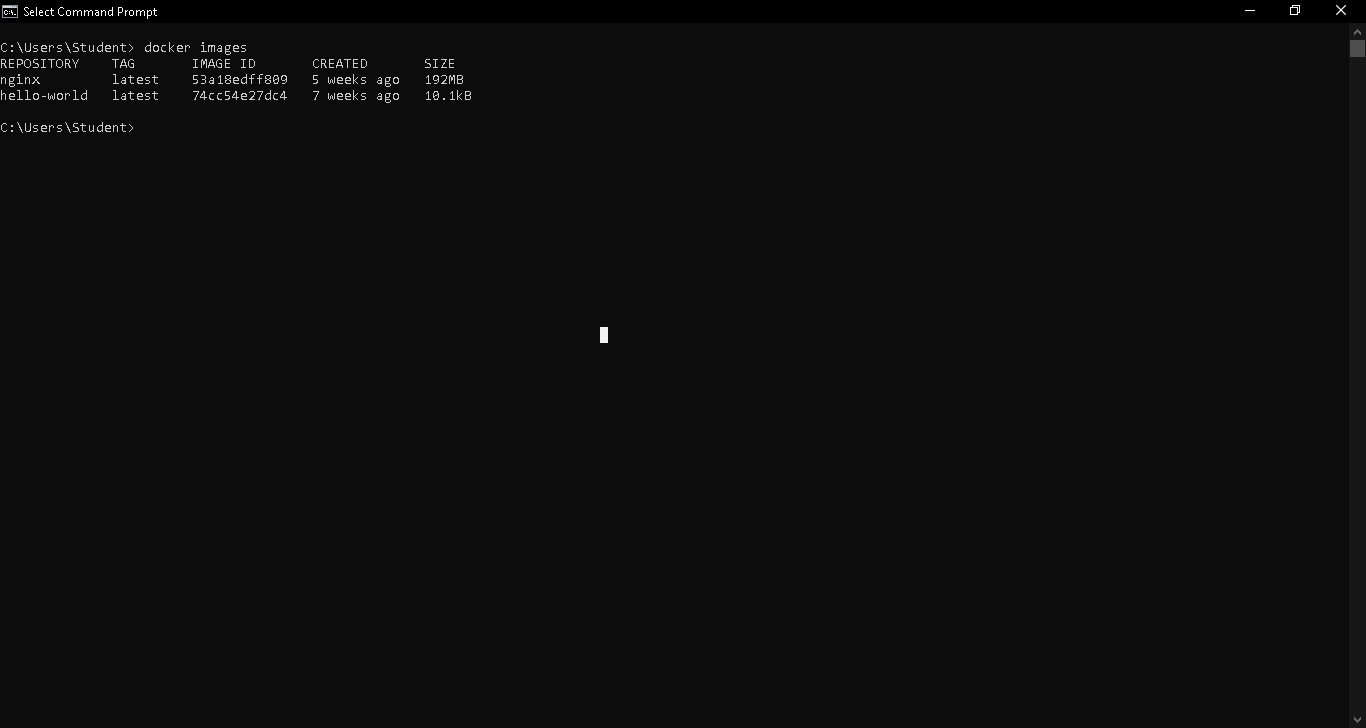 Select Command Prompt
C:\Users\Student> docker images
REPOSITORY    TAG       IMAGE ID       CREATED       SIZE
nginx         latest    53a18edff809   5 weeks ago   192MB
hello-world   latest    74cc54e27dc4   7 weeks ago   10.1kB
C:\Users\Student>